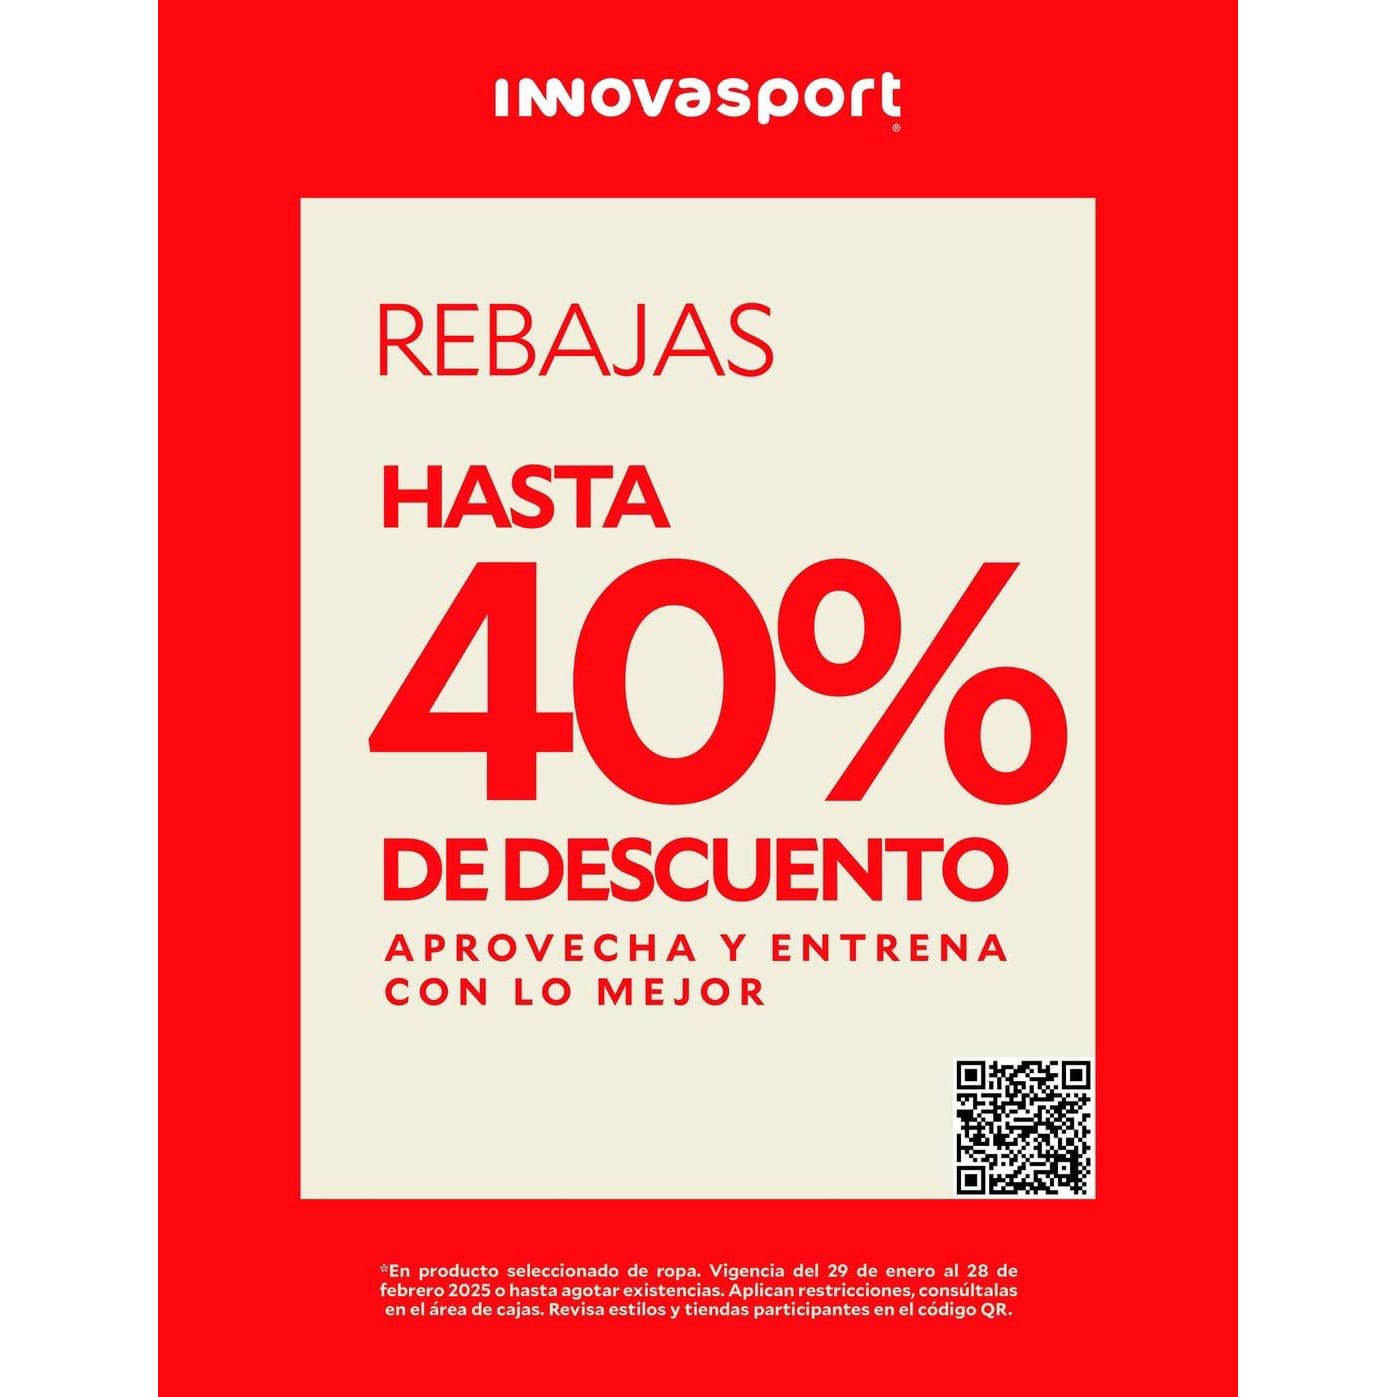 INNOVASPORT
®
REBAJAS
HASTA
40%
DE DESCUENTO
APROVECHA Y ENTRENA
CON LO MEJOR
*En producto seleccionado de ropa. Vigencia del 29 de enero al 28 de
febrero 2025 o hasta agotar existencias. Aplican restricciones, consúltalas
en el área de cajas. Revisa estilos y tiendas participantes en el código QR.